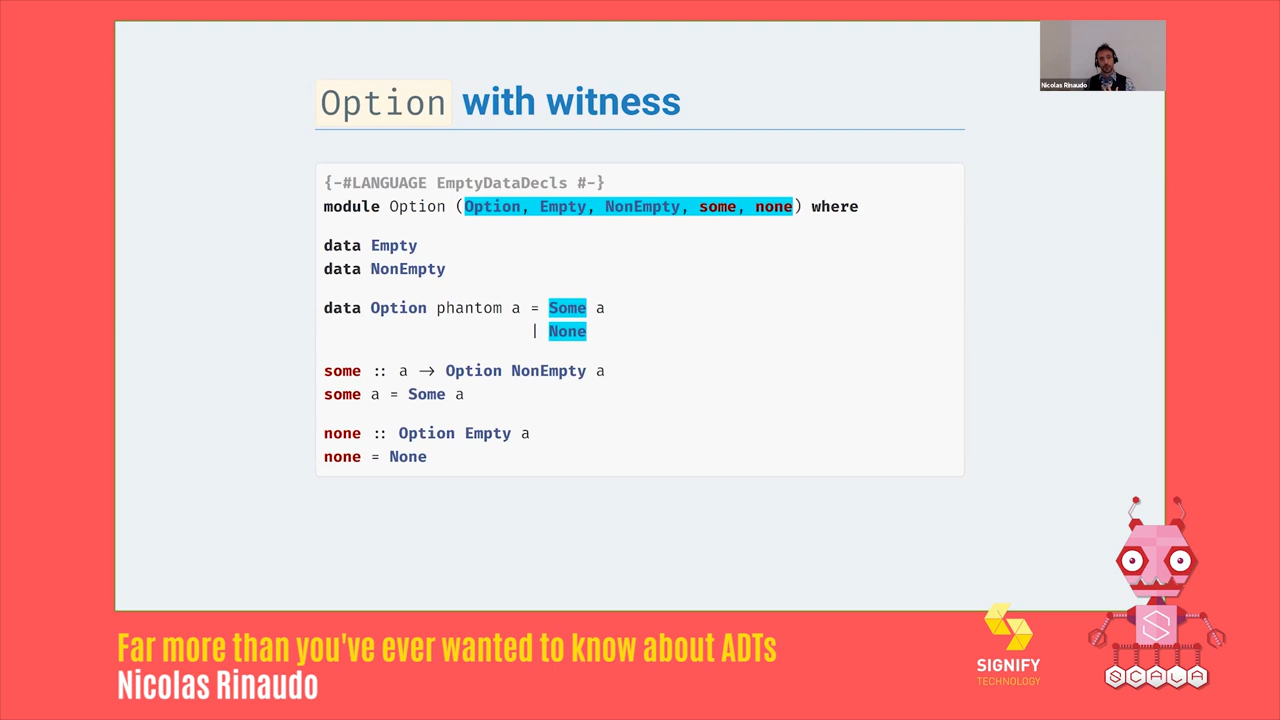 Nicolas Rinaudo
Option with witness
{-#LANGUAGE EmptyDataDecls #-}
module Option (Option, Empty, NonEmpty, some, none) where
data Empty
data NonEmpty
data Option phantom a = Some a
| None
some :: a → Option NonEmpty a
some a = Some a
none :: Option Empty a
none = None
Far more than you've ever wanted to know about ADTs
Nicolas Rinaudo
SIGNIFY
TECHNOLOGY
S
SCALA